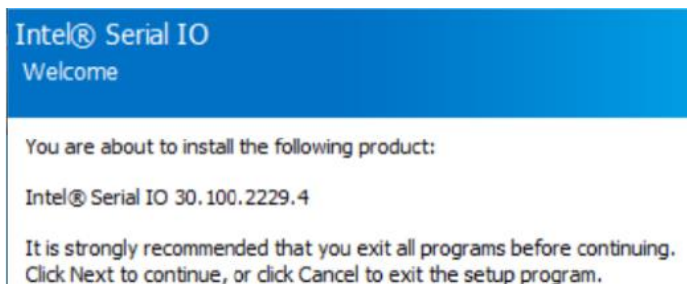 Intel® Serial IO
Welcome
You are about to install the following product:
Intel® Serial IO 30.100.2229.4
It is strongly recommended that you exit all programs before continuing.
Click Next to continue, or click Cancel to exit the setup program.